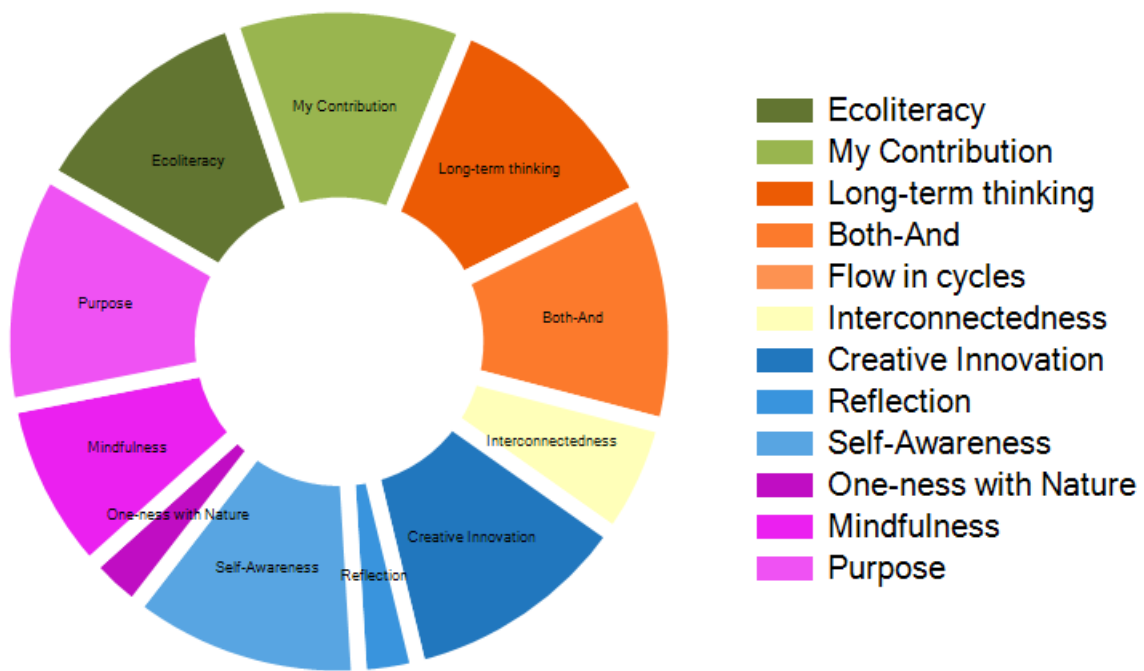 My Contribution
Ecoliteracy
Long-term thinking
Purpose
Both-And
Mindfulness
Interconnectedness
One-ness with Nature
Creative Innovation
Self-Awareness
Reflection
Ecoliteracy
My Contribution
Long-term thinking
Both-And
Flow in cycles
Interconnectedness
Creative Innovation
Reflection
Self-Awareness
One-ness with Nature
Mindfulness
Purpose